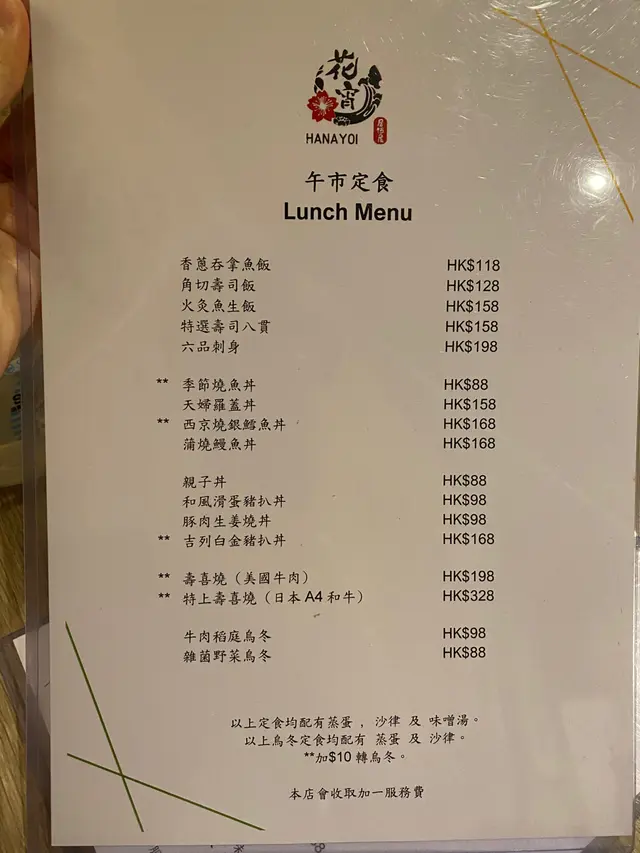 花宵
HANAYOI
居酒屋
午市定食
Lunch Menu
香蔥吞拿魚飯 HK$118
角切壽司飯 HK$128
火灸魚生飯 HK$158
特選壽司八貫 HK$158
六品刺身 HK$198
** 季節燒魚丼 HK$88
天婦羅蓋丼 HK$158
** 西京燒銀鱈魚丼 HK$168
蒲燒鰻魚丼 HK$168
親子丼 HK$88
和風滑蛋豬扒丼 HK$98
豚肉生姜燒丼 HK$98
** 吉列白金豬扒丼 HK$168
** 壽喜燒（美國牛肉） HK$198
** 特上壽喜燒（日本 A4 和牛） HK$328
牛肉稻庭烏冬 HK$98
雜菌野菜烏冬 HK$88
以上定食均配有蒸蛋 , 沙律 及 味噌湯。
以上烏冬定食均配有 蒸蛋 及 沙律。
**加$10 轉烏冬。
本店會收取加一服務費